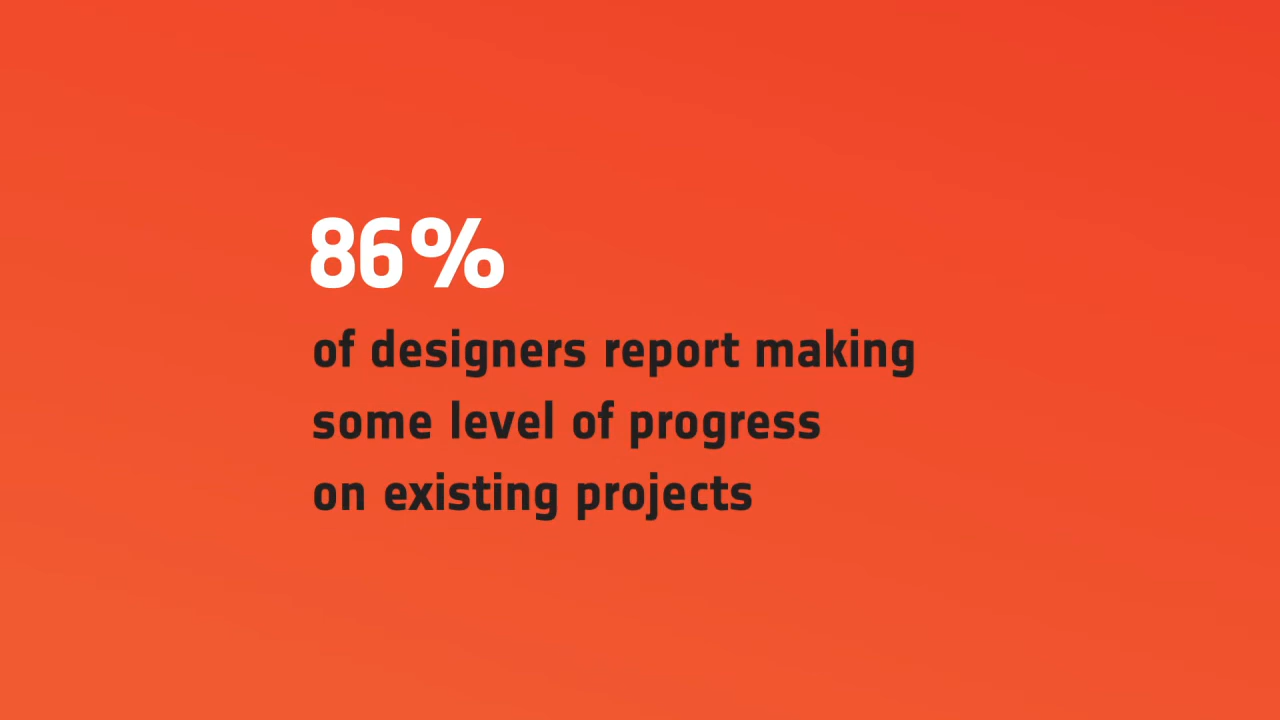 86%
of designers report making
some level of progress
on existing projects